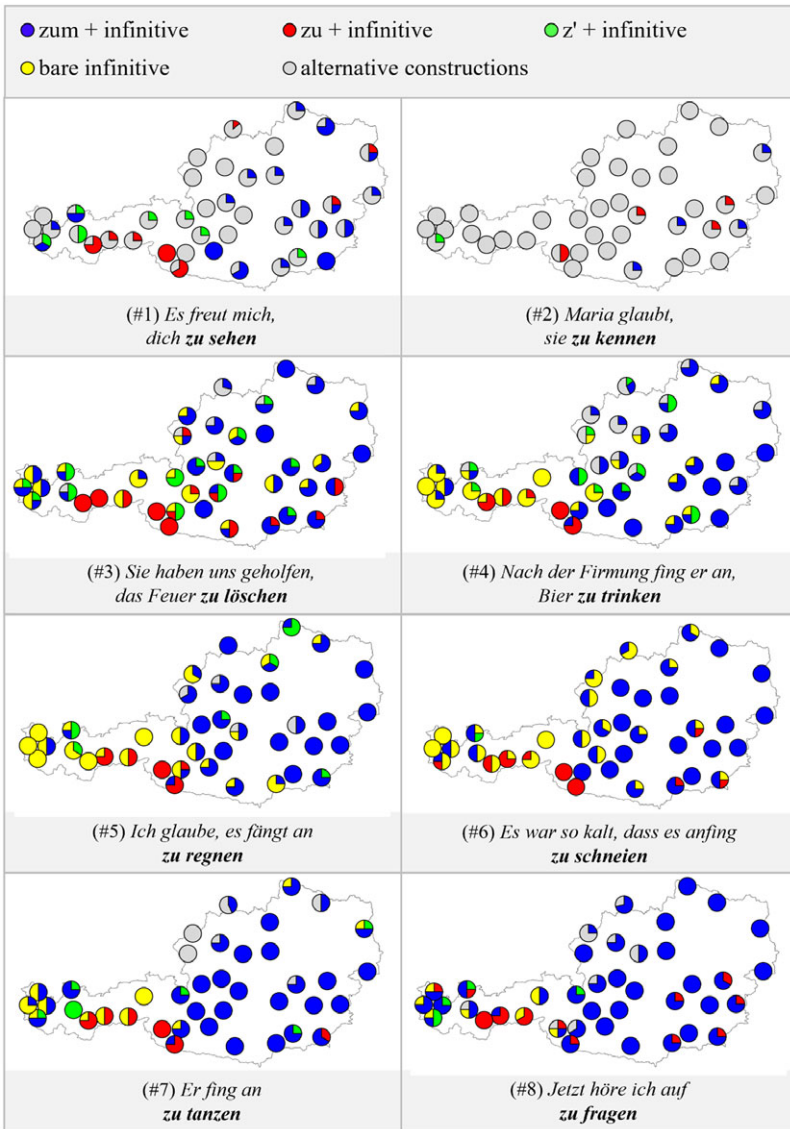 zum + infinitive
zu + infinitive
z' + infinitive
bare infinitive
alternative constructions
(#1) Es freut mich,
dich zu sehen
(#2) Maria glaubt,
sie zu kennen
(#3) Sie haben uns geholfen,
das Feuer zu löschen
(#4) Nach der Firmung fing er an,
Bier zu trinken
(#5) Ich glaube, es fängt an
zu regnen
(#6) Es war so kalt, dass es anfing
zu schneien
(#7) Er fing an
zu tanzen
(#8) Jetzt höre ich auf
zu fragen